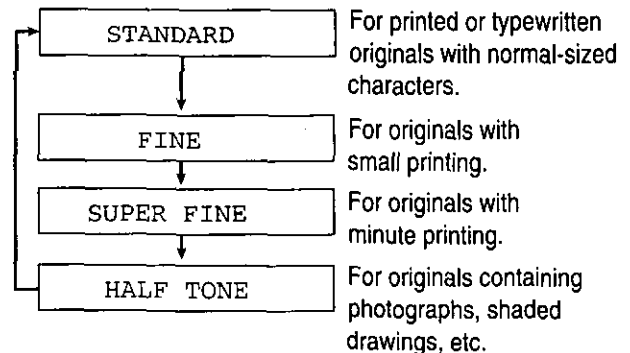 STANDARD
For printed or typewritten
originals with normal-sized
characters.
FINE
For originals with
small printing.
SUPER FINE
For originals with
minute printing.
HALF TONE
For originals containing
photographs, shaded
drawings, etc.